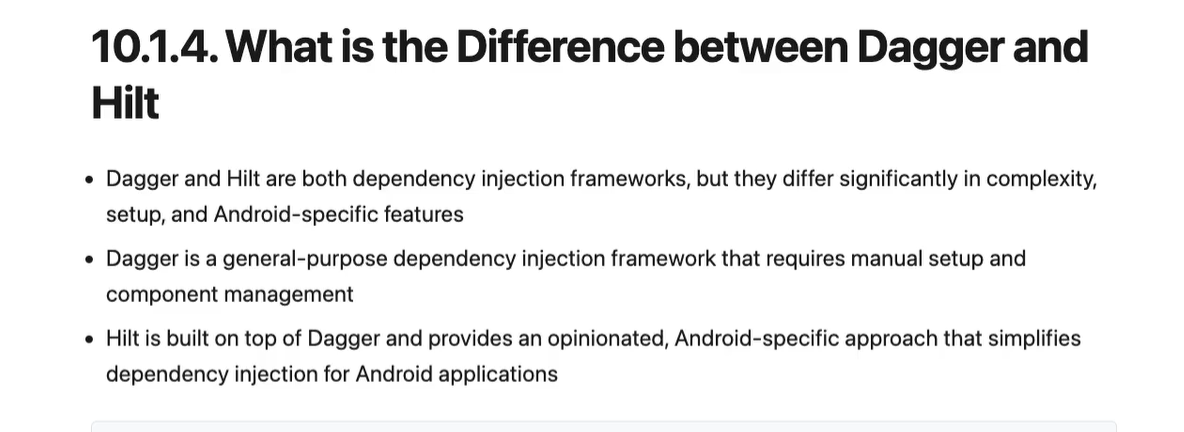 10.1.4. What is the Difference between Dagger and
Hilt
• Dagger and Hilt are both dependency injection frameworks, but they differ significantly in complexity,
setup, and Android-specific features
• Dagger is a general-purpose dependency injection framework that requires manual setup and
component management
• Hilt is built on top of Dagger and provides an opinionated, Android-specific approach that simplifies
dependency injection for Android applications